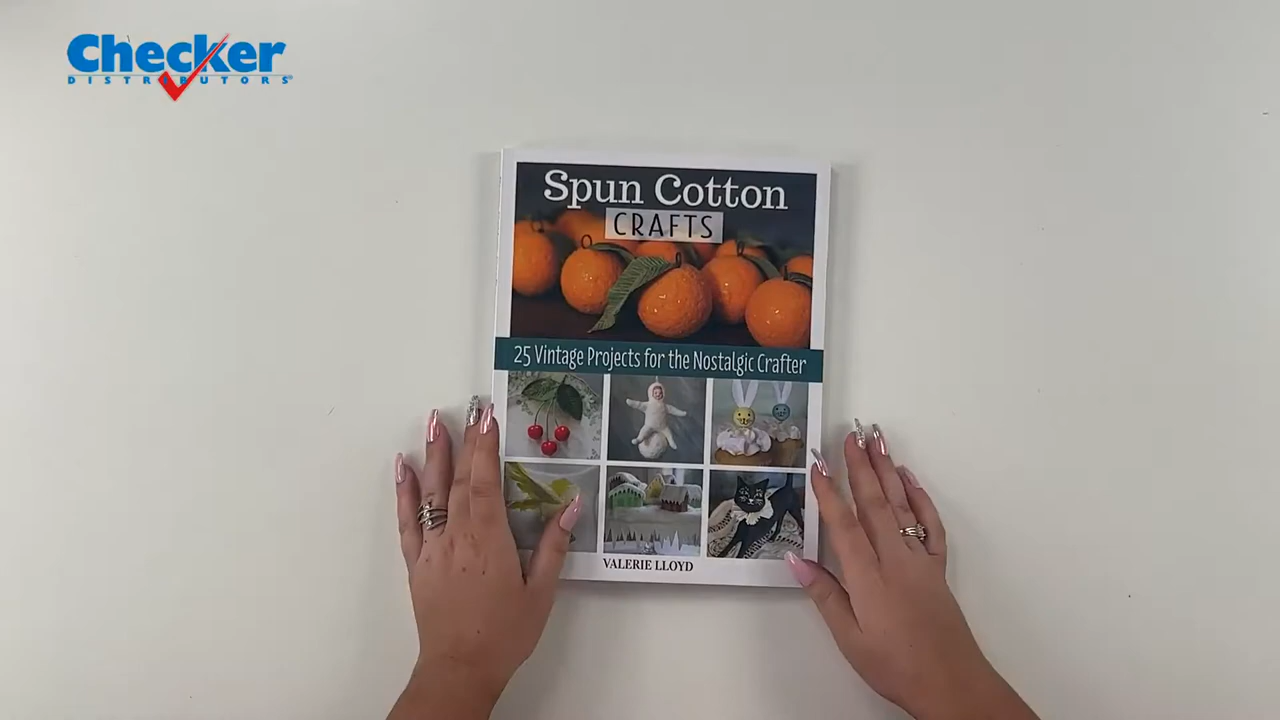 Checker
DISTRIBUTORS®
Spun Cotton
CRAFTS
25 Vintage Projects for the Nostalgic Crafter
VALERIE LLOYD